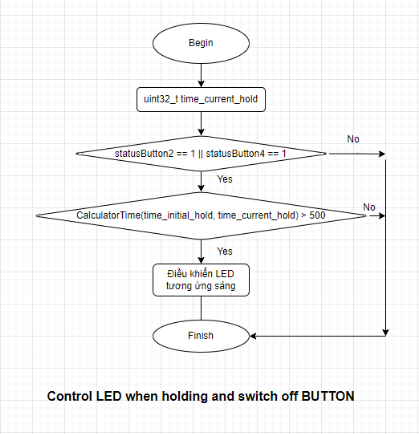 Begin
uint32_t time_current_hold
statusButton2 == 1 || statusButton4 == 1
No
Yes
CalculatorTime(time_initial_hold, time_current_hold) > 500
No
Yes
Điều khiển LED
tương ứng sáng
Finish
Control LED when holding and switch off BUTTON